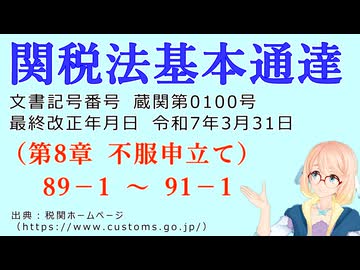 関税法基本通達
文書記号番号 蔵関第0100号
最終改正年月日 令和7年3月31日
（第8章 不服申立て）
89－1 ～ 91－1
出典：税関ホームページ
（https://www.customs.go.jp/）